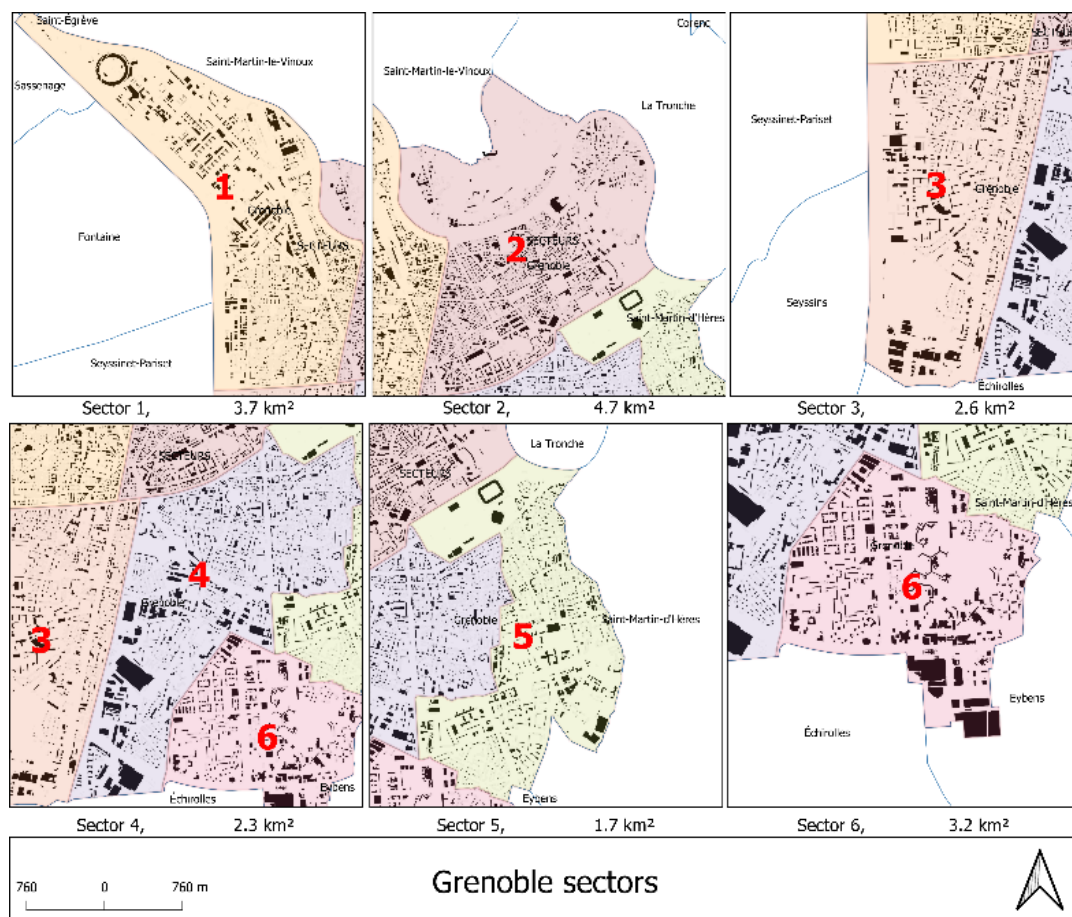 Saint-Égrève
Saint-Martin-le-Vinoux
Sassenage
1
Grenoble
Fontaine
Seyssinet-Pariset
Corenc
Saint-Martin-le-Vinoux
La Tronche
2
SECTEURS
Grenoble
Saint-Martin-d'Hères
Seyssinet-Pariset
3
Grenoble
Seyssins
Échirolles
Sector 1, 3.7 km²
Sector 2, 4.7 km²
Sector 3, 2.6 km²
SECTEURS
4
Grenoble
3
6
Échirolles
Eybens
La Tronche
SECTEURS
Grenoble
5
Saint-Martin-d'Hères
Eybens
Saint-Martin-d'Hères
Grenoble
6
Eybens
Échirolles
Sector 4, 2.3 km²
Sector 5, 1.7 km²
Sector 6, 3.2 km²
Grenoble sectors
760 0 760 m